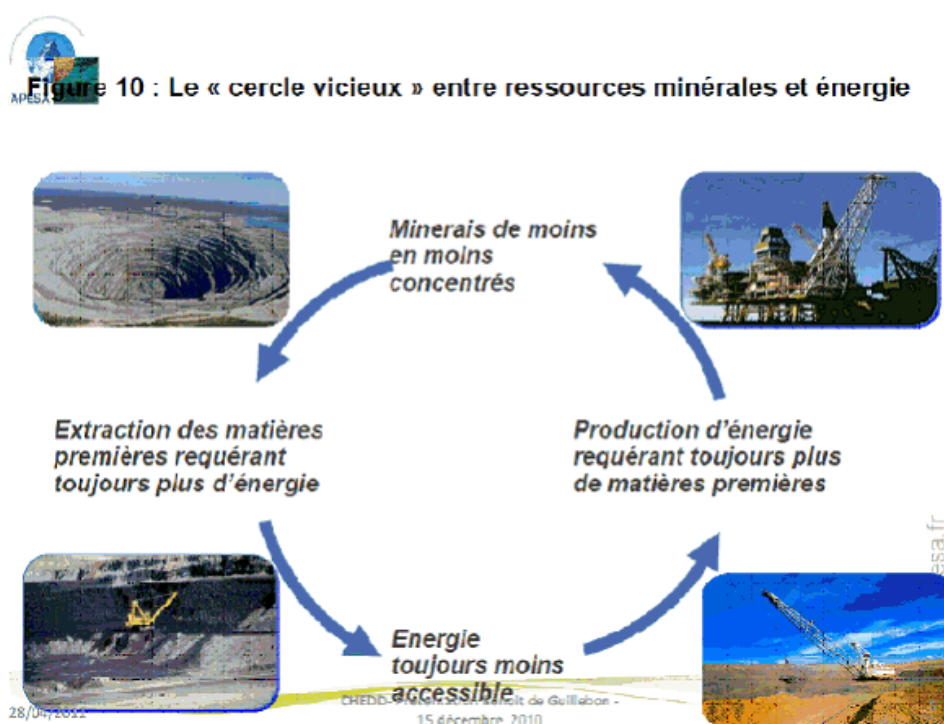 APESA
Figure 10 : Le « cercle vicieux » entre ressources minérales et énergie
Minerais de moins
en moins
concentrés
Extraction des matières
premières requérant
toujours plus d'énergie
Production d'énergie
requérant toujours plus
de matières premières
Energie
toujours moins
accessible
esa.fr
28/04/2011
CHEDD- de Guillebon -
15 décembre 2010